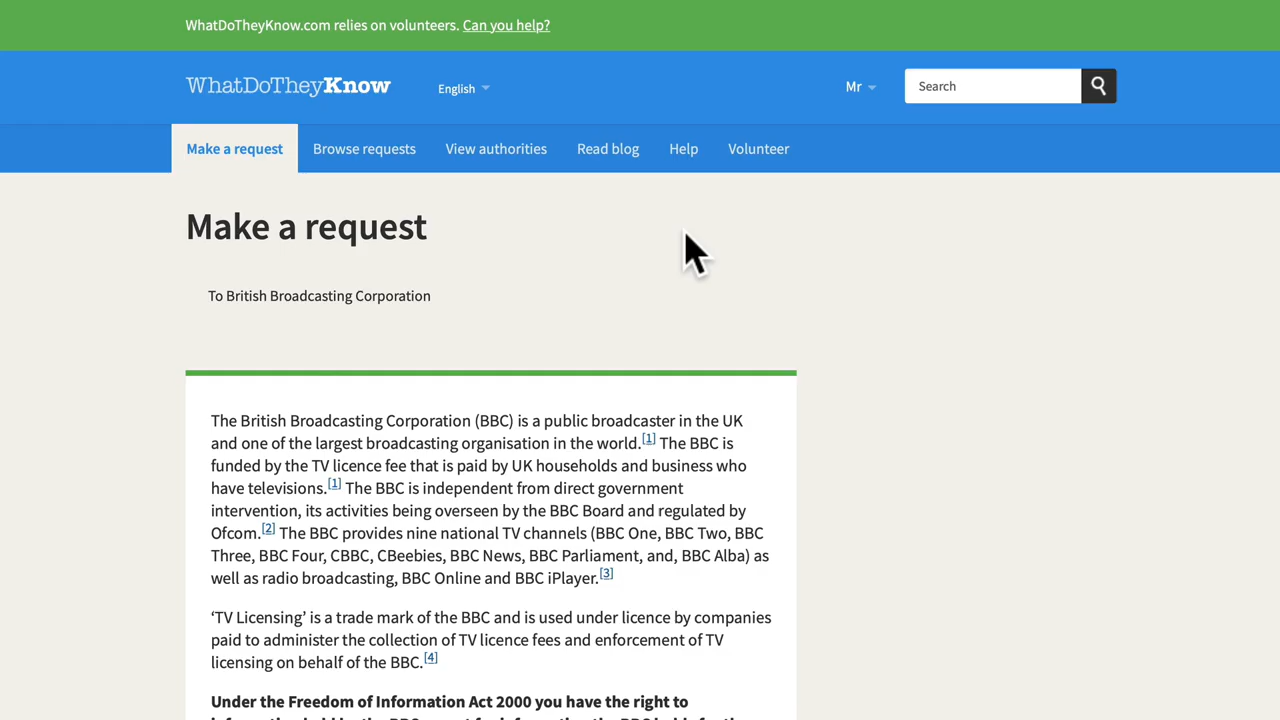 WhatDoTheyKnow.com relies on volunteers. Can you help?
WhatDoTheyKnow
English
Mr
Search
Make a request
Browse requests
View authorities
Read blog
Help
Volunteer
Make a request
To British Broadcasting Corporation
The British Broadcasting Corporation (BBC) is a public broadcaster in the UK
and one of the largest broadcasting organisation in the world.[1] The BBC is
funded by the TV licence fee that is paid by UK households and business who
have televisions.[1] The BBC is independent from direct government
intervention, its activities being overseen by the BBC Board and regulated by
Ofcom.[2] The BBC provides nine national TV channels (BBC One, BBC Two, BBC
Three, BBC Four, CBBC, CBeebies, BBC News, BBC Parliament, and, BBC Alba) as
well as radio broadcasting, BBC Online and BBC iPlayer.[3]
‘TV Licensing’ is a trade mark of the BBC and is used under licence by companies
paid to administer the collection of TV licence fees and enforcement of TV
licensing on behalf of the BBC.[4]
Under the Freedom of Information Act 2000 you have the right to